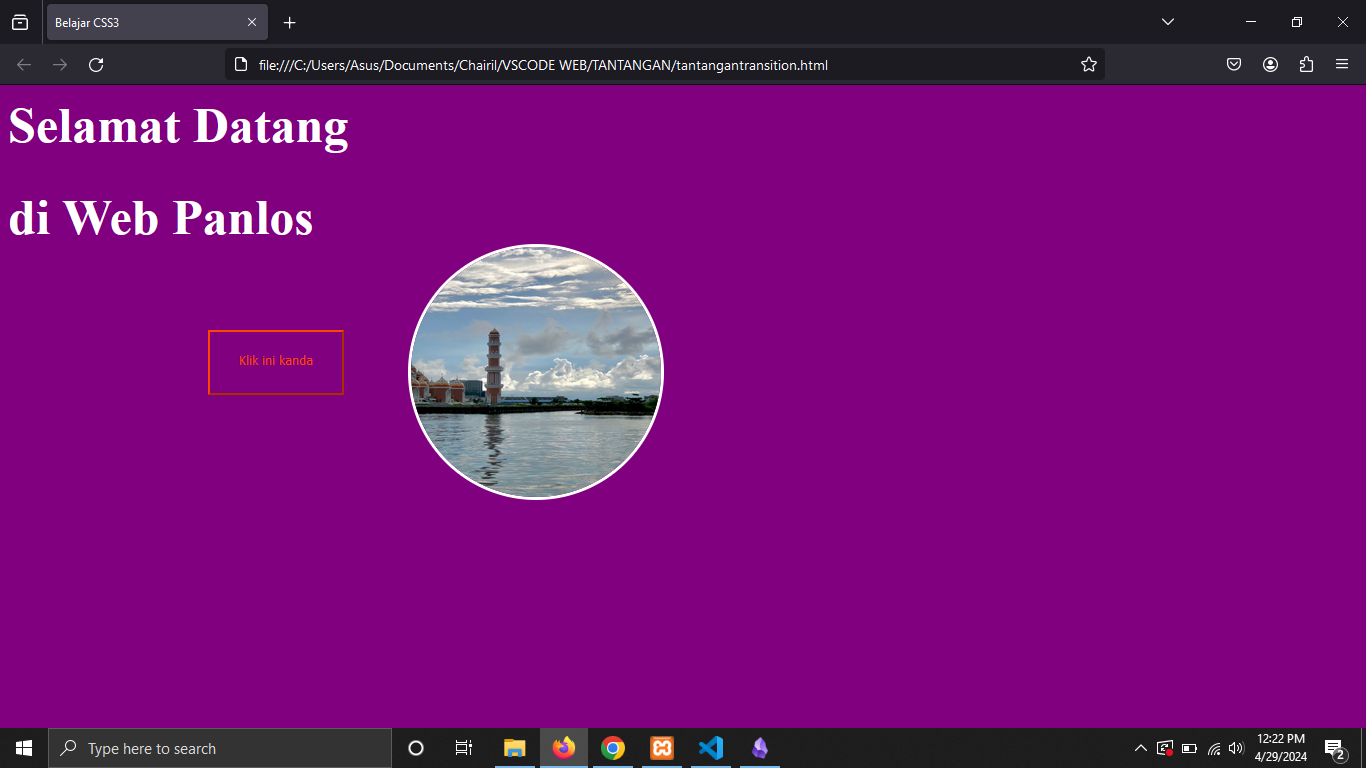 Belajar CSS3
file:///C:/Users/Asus/Documents/Chairil/VSCODE WEB/TANTANGAN/tantangantransition.html
Selamat Datang
di Web Panlos
Klik ini kanda
Type here to search
12:22 PM
4/29/2024
2